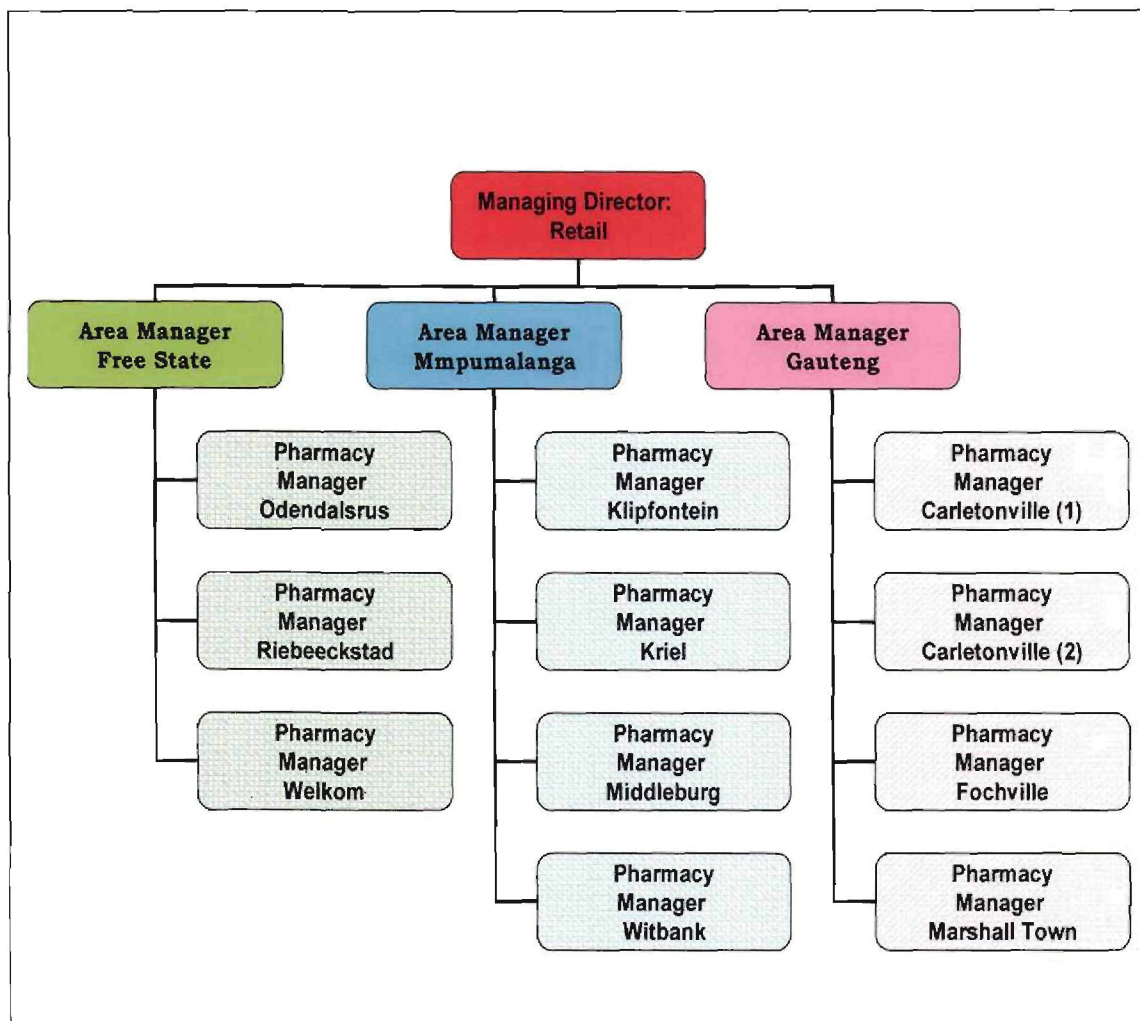 Managing Director:
Retail
Area Manager
Free State
Area Manager
Mmpumalanga
Area Manager
Gauteng
Pharmacy
Manager
Odendalsrus
Pharmacy
Manager
Riebeeckstad
Pharmacy
Manager
Welkom
Pharmacy
Manager
Klipfontein
Pharmacy
Manager
Kriel
Pharmacy
Manager
Middleburg
Pharmacy
Manager
Witbank
Pharmacy
Manager
Carletonville (1)
Pharmacy
Manager
Carletonville (2)
Pharmacy
Manager
Fochville
Pharmacy
Manager
Marshall Town